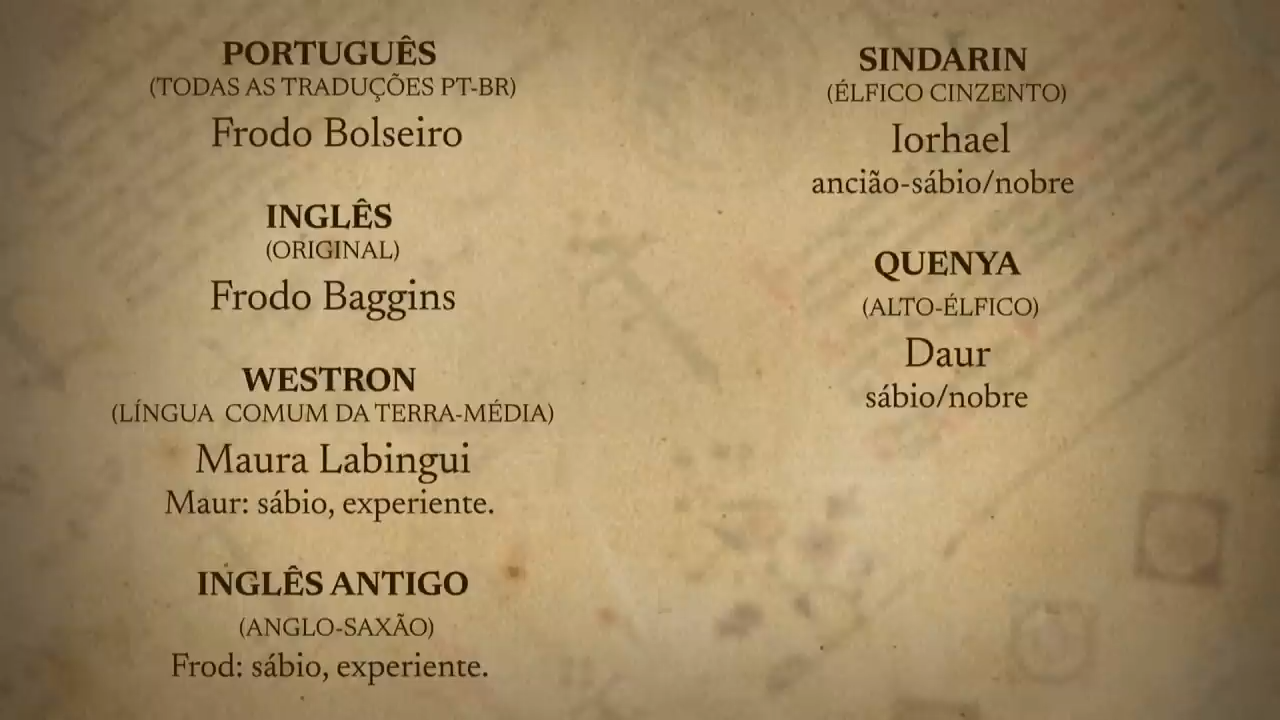 PORTUGUÊS
(TODAS AS TRADUÇÕES PT-BR)
Frodo Bolseiro
INGLÊS
(ORIGINAL)
Frodo Baggins
WESTRON
(LÍNGUA COMUM DA TERRA-MÉDIA)
Maura Labingui
Maur: sábio, experiente.
INGLÊS ANTIGO
(ANGLO-SAXÃO)
Frod: sábio, experiente.
SINDARIN
(ÉLFICO CINZENTO)
Iorhael
ancião-sábio/nobre
QUENYA
(ALTO-ÉLFICO)
Daur
sábio/nobre